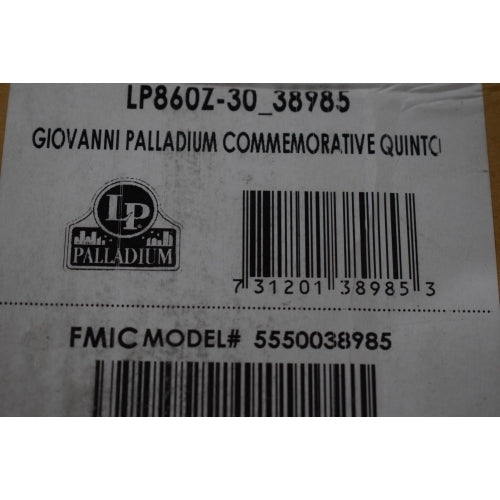 LP860Z-30_38985
GIOVANNI PALLADIUM COMMEMORATIVE QUINTO
LP
PALLADIUM
7 31201 38985 3
FMIC MODEL# 5550038985